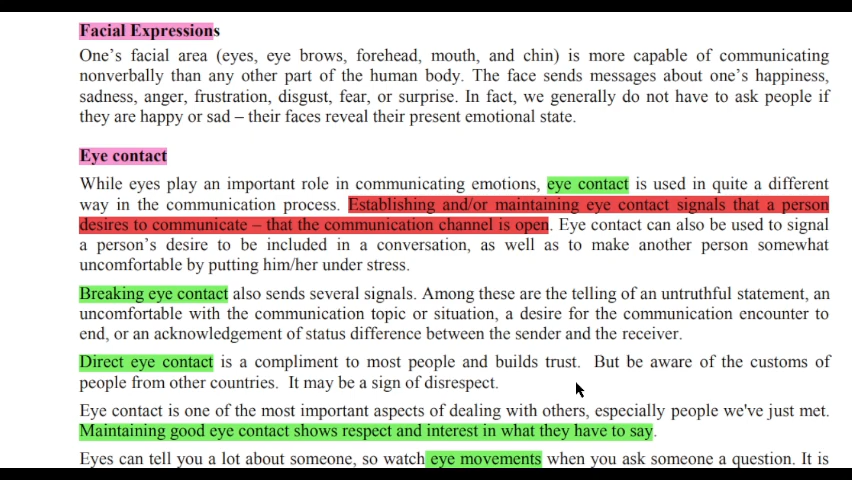 Facial Expressions
One's facial area (eyes, eye brows, forehead, mouth, and chin) is more capable of communicating
nonverbally than any other part of the human body. The face sends messages about one's happiness,
sadness, anger, frustration, disgust, fear, or surprise. In fact, we generally do not have to ask people if
they are happy or sad – their faces reveal their present emotional state.
Eye contact
While eyes play an important role in communicating emotions, eye contact is used in quite a different
way in the communication process. Establishing and/or maintaining eye contact signals that a person
desires to communicate – that the communication channel is open. Eye contact can also be used to signal
a person's desire to be included in a conversation, as well as to make another person somewhat
uncomfortable by putting him/her under stress.
Breaking eye contact also sends several signals. Among these are the telling of an untruthful statement, an
uncomfortable with the communication topic or situation, a desire for the communication encounter to
end, or an acknowledgement of status difference between the sender and the receiver.
Direct eye contact is a compliment to most people and builds trust. But be aware of the customs of
people from other countries. It may be a sign of disrespect.
Eye contact is one of the most important aspects of dealing with others, especially people we've just met.
Maintaining good eye contact shows respect and interest in what they have to say.
Eyes can tell you a lot about someone, so watch eye movements when you ask someone a question. It is